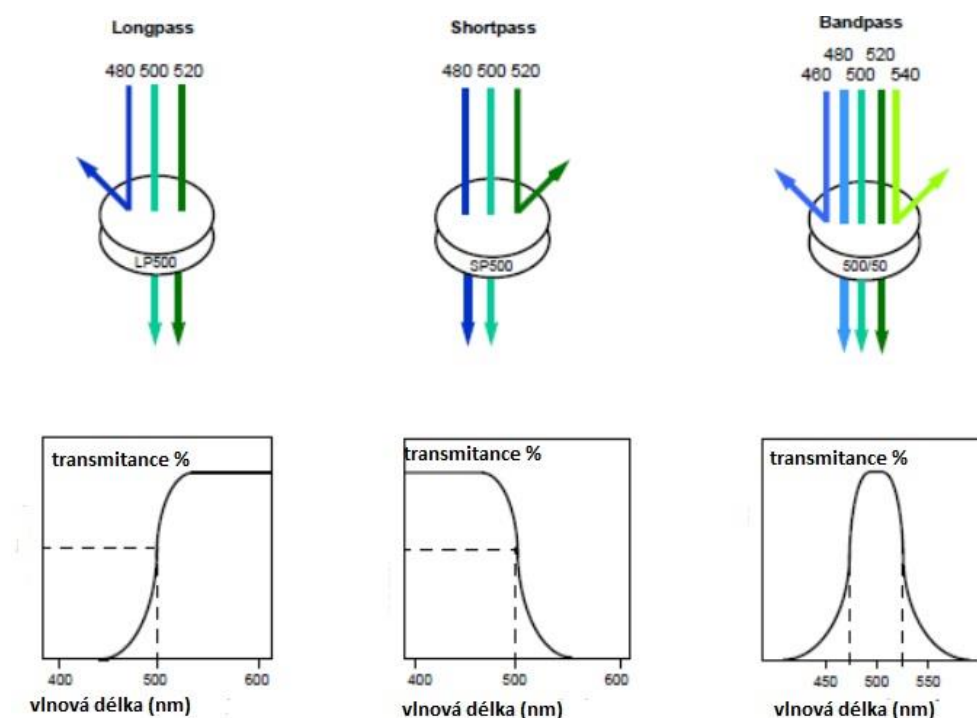 Longpass
480 500 520
LP500
Shortpass
480 500 520
SP500
Bandpass
480 520
460 500 540
500/50
transmitance %
400 500 600
vlnová délka (nm)
transmitance %
400 500 600
vlnová délka (nm)
transmitance %
450 500 550
vlnová délka (nm)